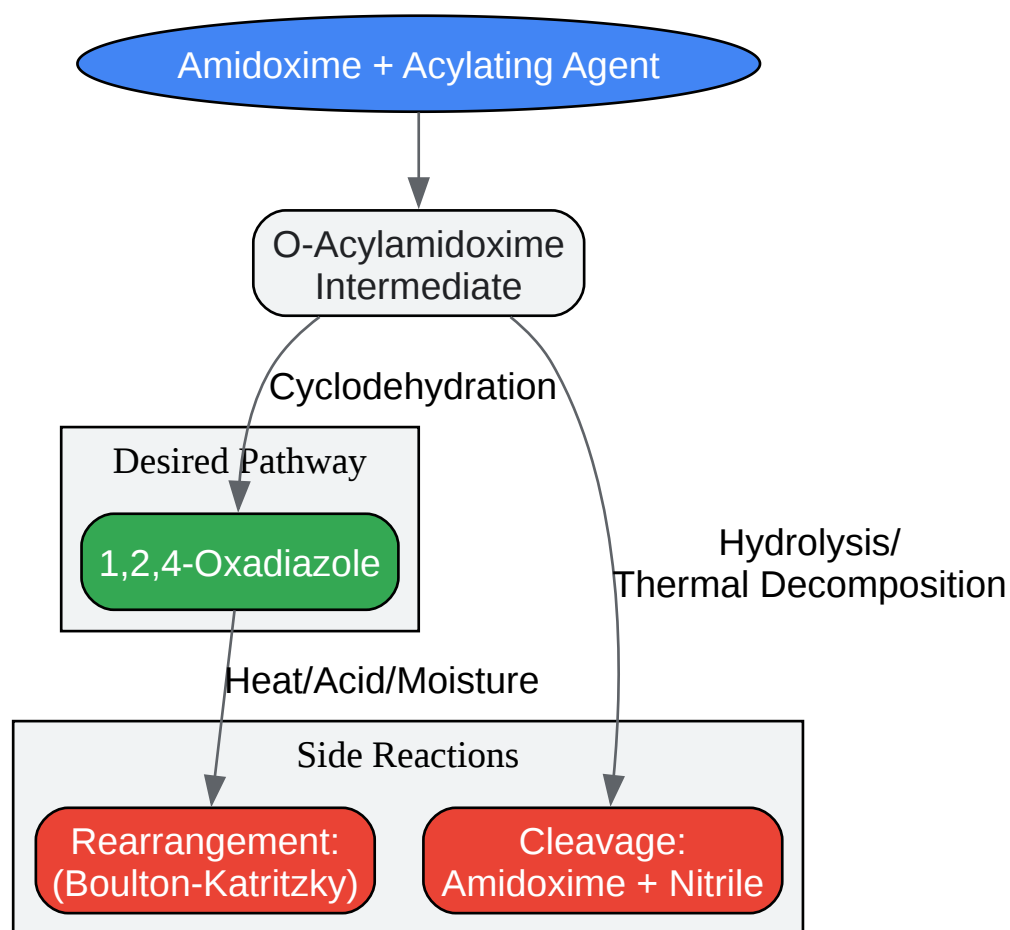 Amidoxime + Acylating Agent
O-Acylamidoxime
Intermediate
Cyclodehydration
Desired Pathway
1,2,4-Oxadiazole
Hydrolysis/
Thermal Decomposition
Heat/Acid/Moisture
Side Reactions
Rearrangement:
(Boulton-Katritzky)
Cleavage:
Amidoxime + Nitrile